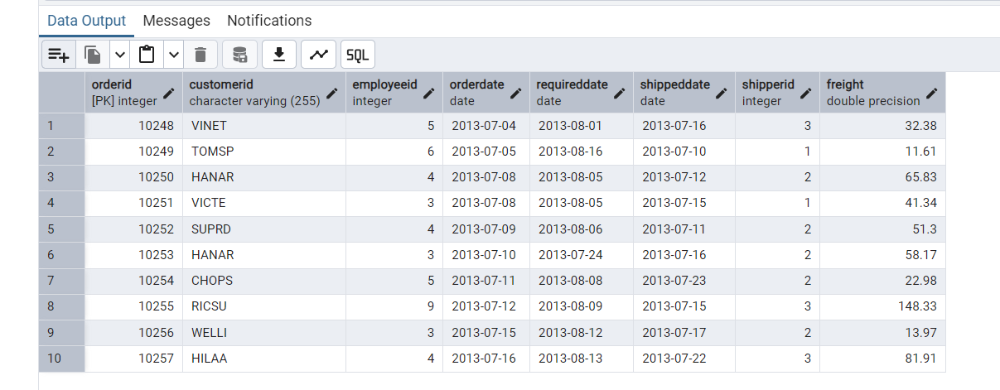 Data Output Messages Notifications
SQL
orderid customerid employeeid orderdate requireddate shippeddate shipperid freight
[PK] integer character varying (255) integer date date date integer double precision
1 10248 VINET 5 2013-07-04 2013-08-01 2013-07-16 3 32.38
2 10249 TOMSP 6 2013-07-05 2013-08-16 2013-07-10 1 11.61
3 10250 HANAR 4 2013-07-08 2013-08-05 2013-07-12 2 65.83
4 10251 VICTE 3 2013-07-08 2013-08-05 2013-07-15 1 41.34
5 10252 SUPRD 4 2013-07-09 2013-08-06 2013-07-11 2 51.3
6 10253 HANAR 3 2013-07-10 2013-07-24 2013-07-16 2 58.17
7 10254 CHOPS 5 2013-07-11 2013-08-08 2013-07-23 2 22.98
8 10255 RICSU 9 2013-07-12 2013-08-09 2013-07-15 3 148.33
9 10256 WELLI 3 2013-07-15 2013-08-12 2013-07-17 2 13.97
10 10257 HILAA 4 2013-07-16 2013-08-13 2013-07-22 3 81.91